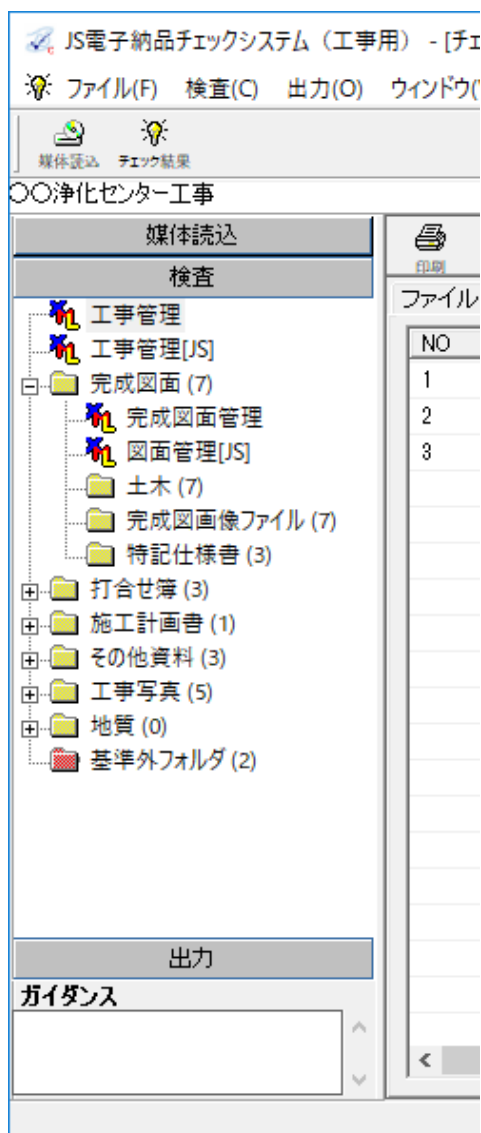 JS電子納品チェックシステム（工事用） - [チェ
ファイル(F) 検査(C) 出力(O) ウィンドウ(
媒体読込 チェック結果
〇〇浄化センター工事
媒体読込
印刷
検査
ファイル
工事管理
NO
工事管理[JS]
1
完成図面 (7)
2
完成図面管理
3
図面管理[JS]
土木 (7)
完成図画像ファイル (7)
特記仕様書 (3)
打合せ簿 (3)
施工計画書 (1)
その他資料 (3)
工事写真 (5)
地質 (0)
基準外フォルダ (2)
出力
ガイダンス